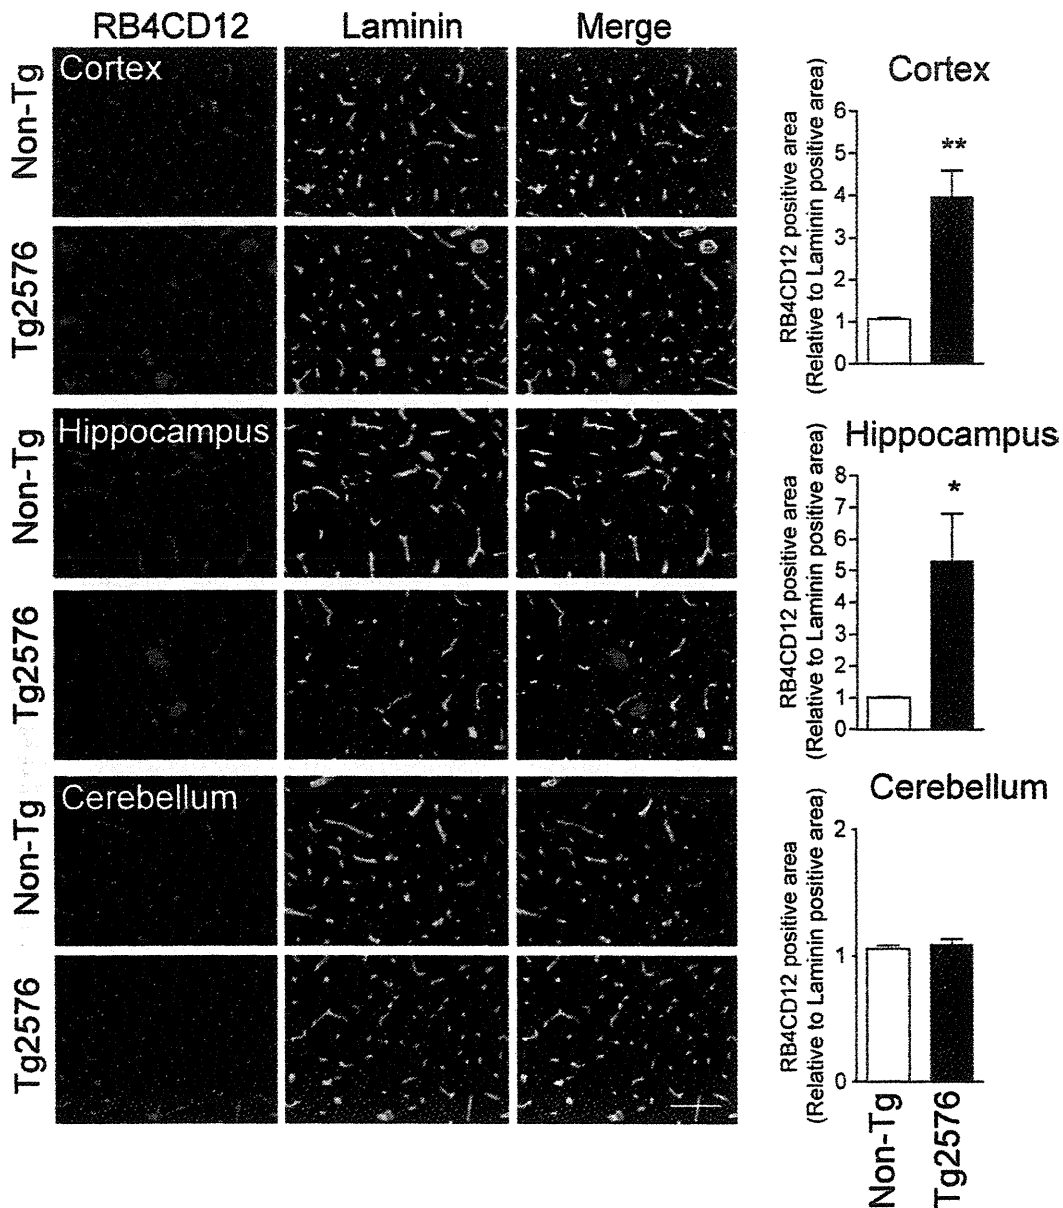 RB4CD12 Laminin Merge
Non-Tg
Cortex
Tg2576
Non-Tg
Hippocampus
Tg2576
Non-Tg
Cerebellum
Tg2576
Cortex
RB4CD12 positive area
(Relative to Laminin positive area)
6
5
4
3
2
1
0
**
Hippocampus
RB4CD12 positive area
(Relative to Laminin positive area)
8
7
6
5
4
3
2
1
0
*
Cerebellum
RB4CD12 positive area
(Relative to Laminin positive area)
2
1
0
Non-Tg
Tg2576